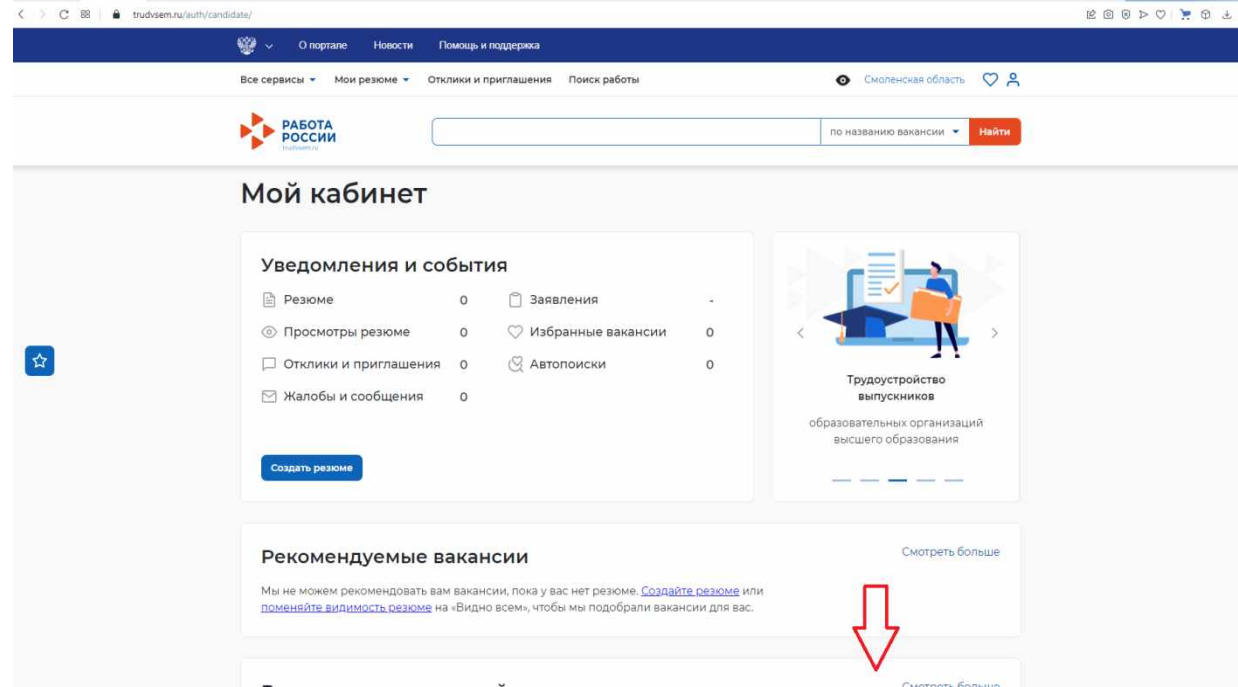 trudvsem.ru/auth/candidate/
О портале Новости Помощь и поддержка
Все сервисы Мои резюме Отклики и приглашения Поиск работы Смоленская область
РАБОТА
РОССИИ
trudvsem.ru
по названию вакансии Найти
Мой кабинет
Уведомления и события
Резюме 0 Заявления -
Просмотры резюме 0 Избранные вакансии 0
Отклики и приглашения 0 Автопоиски 0
Жалобы и сообщения 0
Создать резюме
Трудоустройство
выпускников
образовательных организаций
высшего образования
Рекомендуемые вакансии Смотреть больше
Мы не можем рекомендовать вам вакансии, пока у вас нет резюме. Создайте резюме или
поменяйте видимость резюме на «Видно всем», чтобы мы подобрали вакансии для вас.
Смотреть больше